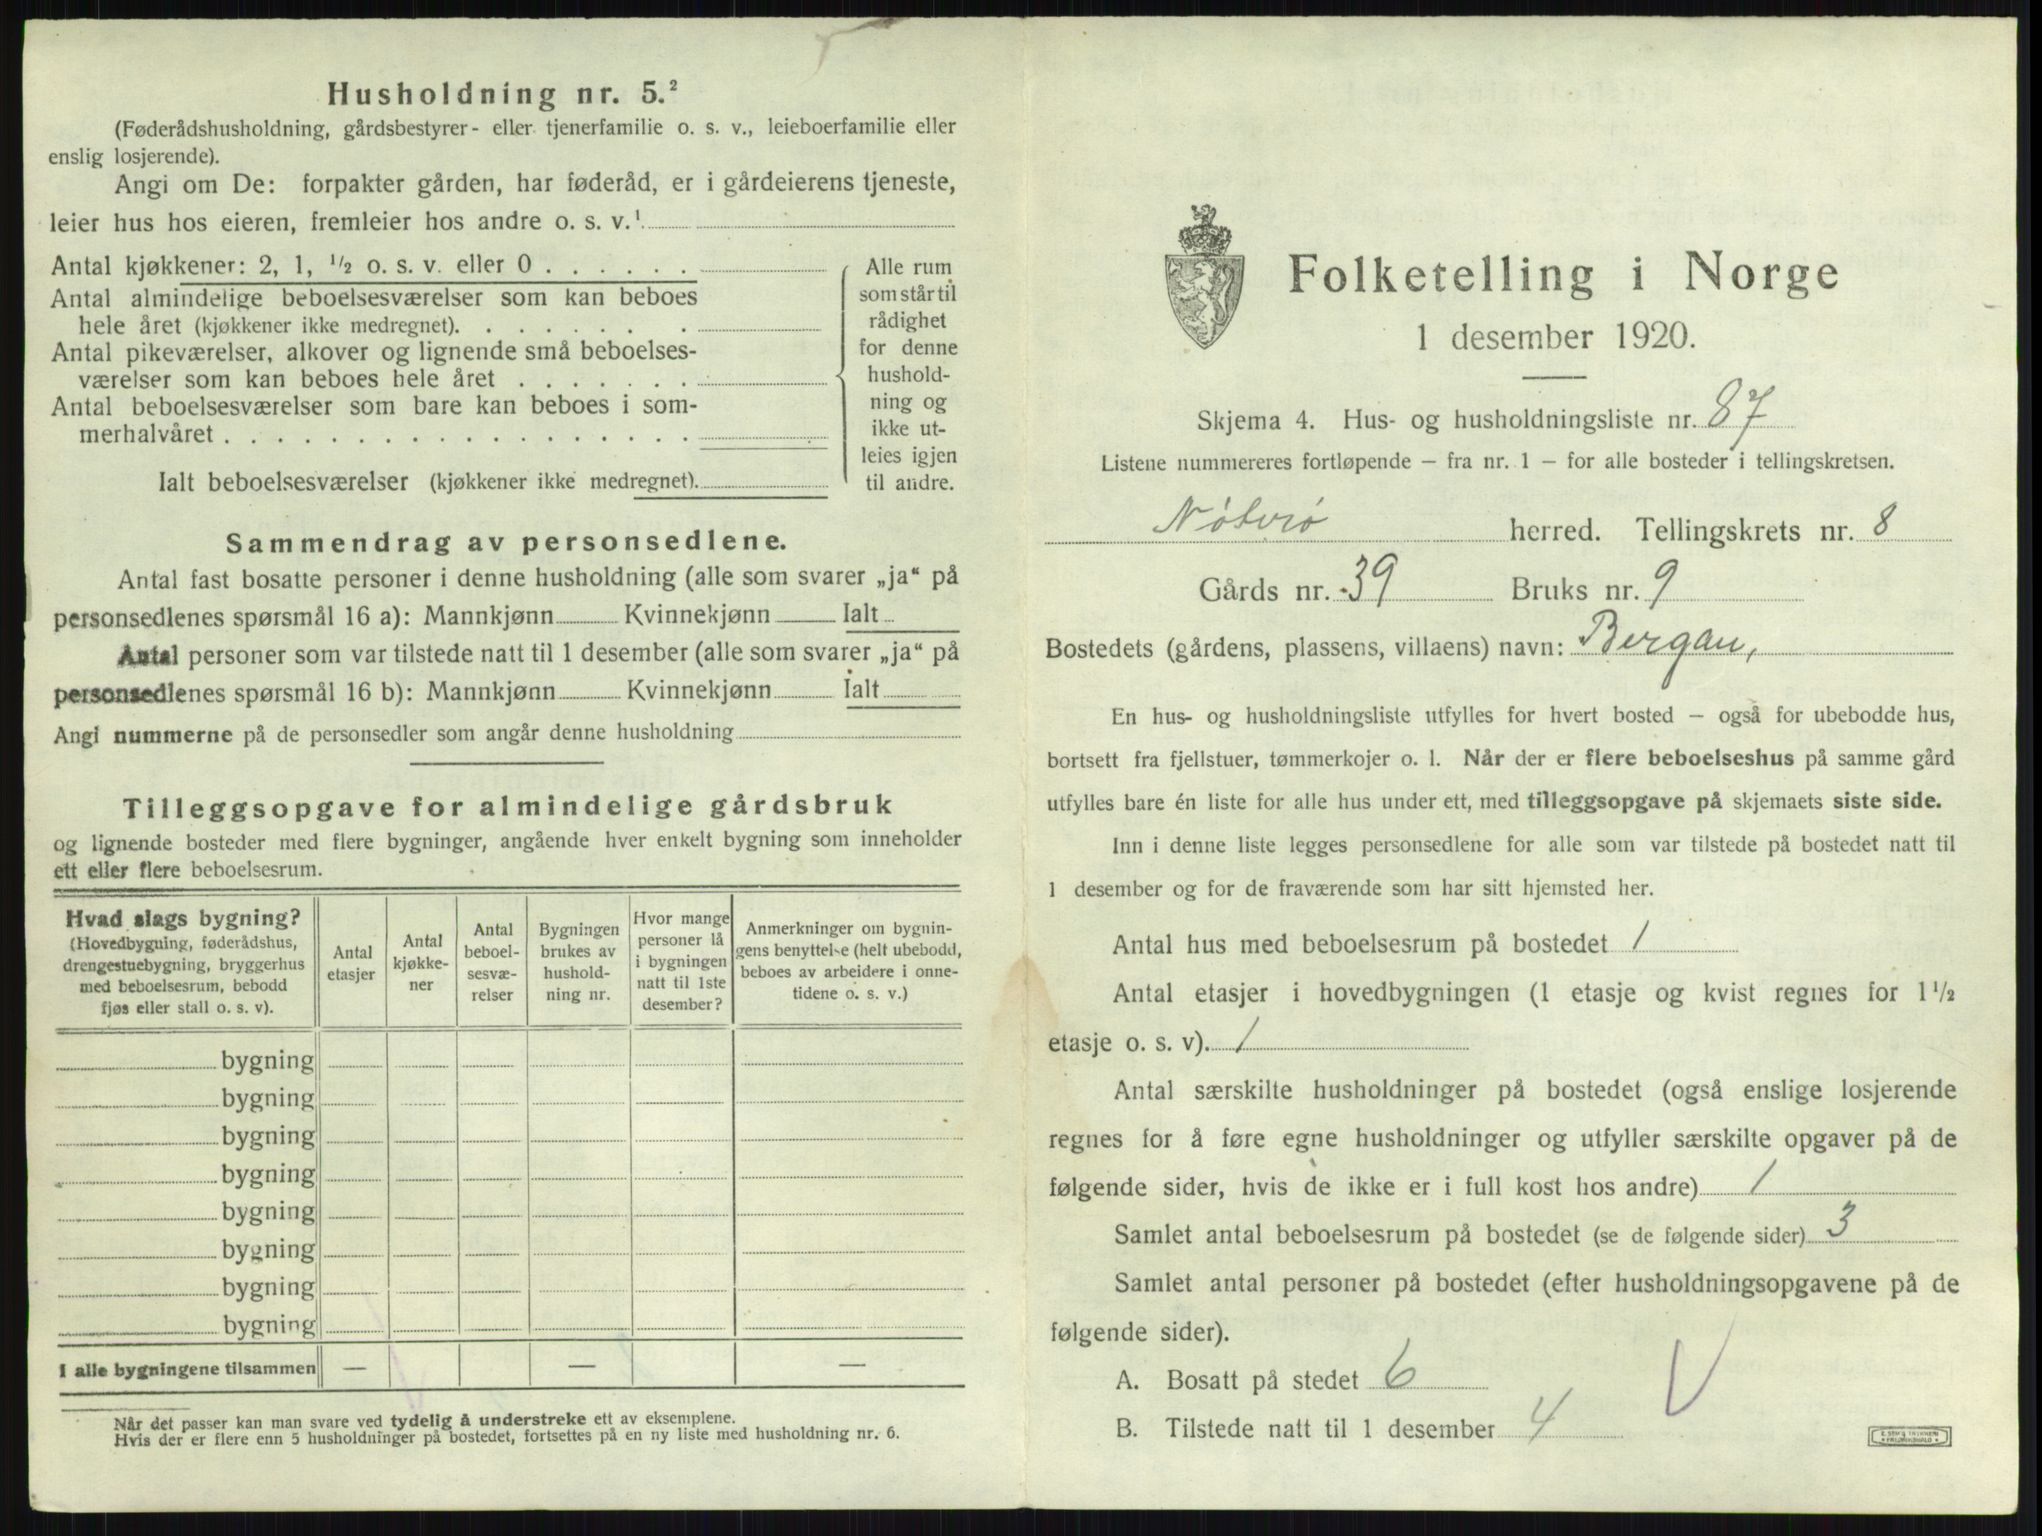 Husholdning nr. 5.²
(Føderådshusholdning, gårdsbestyrer- eller tjenerfamilie o. s. v., leieboerfamilie eller
enslig losjerende).
Angi om De: forpakter gården, har føderåd, er i gårdeierens tjeneste,
leier hus hos eieren, fremleier hos andre o. s. v.¹
Antal kjøkkener: 2, 1, ½ o. s. v. eller 0 . . . . . .
Antal almindelige beboelsesværelser som kan beboes
hele året (kjøkkener ikke medregnet). . . . . . . .
Antal pikeværelser, alkover og lignende små beboelses-
værelser som kan beboes hele året . . . . . . .
Antal beboelsesværelser som bare kan beboes i som-
merhalvåret . . . . . . . . . . . . . . . . . .
Ialt beboelsesværelser (kjøkkener ikke medregnet).
Alle rum
som står til
rådighet
for denne
hushold-
ning og
ikke ut-
leies igjen
til andre.
Sammendrag av personsedlene.
Antal fast bosatte personer i denne husholdning (alle som svarer „ja“ på
personsedlenes spørsmål 16 a): Mannkjønn Kvinnekjønn Ialt
Antal personer som var tilstede natt til 1 desember (alle som svarer „ja“ på
personsedlenes spørsmål 16 b): Mannkjønn Kvinnekjønn Ialt
Angi nummerne på de personsedler som angår denne husholdning
Tilleggsopgave for almindelige gårdsbruk
og lignende bosteder med flere bygninger, angående hver enkelt bygning som inneholder
ett eller flere beboelsesrum.
Hvad slags bygning?
(Hovedbygning, føderådshus,
drengestuebygning, bryggerhus
med beboelsesrum, bebodd
fjøs eller stall o. s. v).
Antal
etasjer
Antal
kjøkke-
ner
Antal
beboel-
sesvæ-
relser
Bygningen
brukes av
hushold-
ning nr.
Hvor mange
personer lå
i bygningen
natt til 1ste
desember?
Anmerkninger om bygnin-
gens benyttelse (helt ubebodd,
beboes av arbeidere i onne-
tidene o. s. v.)
bygning
bygning
bygning
bygning
bygning
bygning
bygning
bygning
I alle bygningene tilsammen — — —
Når det passer kan man svare ved tydelig å understreke ett av eksemplene.
Hvis der er flere enn 5 husholdninger på bostedet, fortsettes på en ny liste med husholdning nr. 6.
Folketelling i Norge
1 desember 1920.
Skjema 4. Hus- og husholdningsliste nr. 87
Listene nummereres fortløpende – fra nr. 1 – for alle bosteder i tellingskretsen.
Nøterø herred. Tellingskrets nr. 8
Gårds nr. 39 Bruks nr. 9
Bostedets (gårdens, plassens, villaens) navn: Bergan,
En hus- og husholdningsliste utfylles for hvert bosted – også for ubebodde hus,
bortsett fra fjellstuer, tømmerkojer o. l. Når der er flere beboelseshus på samme gård
utfylles bare én liste for alle hus under ett, med tilleggsopgave på skjemaets siste side.
Inn i denne liste legges personsedlene for alle som var tilstede på bostedet natt til
1 desember og for de fraværende som har sitt hjemsted her.
Antal hus med beboelsesrum på bostedet 1
Antal etasjer i hovedbygningen (1 etasje og kvist regnes for 1½
etasje o. s. v). 1
Antal særskilte husholdninger på bostedet (også enslige losjerende
regnes for å føre egne husholdninger og utfyller særskilte opgaver på de
følgende sider, hvis de ikke er i full kost hos andre) 1
Samlet antal beboelsesrum på bostedet (se de følgende sider) 3
Samlet antal personer på bostedet (efter husholdningsopgavene på de
følgende sider).
A. Bosatt på stedet 6
B. Tilstede natt til 1 desember 4